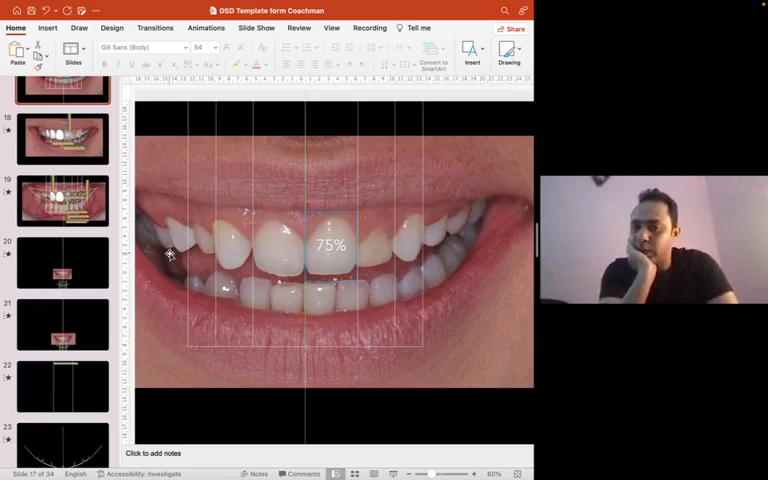 DSD Template form Coachman
Home Insert Draw Design Transitions Animations Slide Show Review View Recording Tell me Share
Paste Slides Gill Sans (Body) 54 Convert to SmartArt Insert Drawing
18
19
20
21
22
23
75%
Click to add notes
Slide 17 of 34 English Accessibility: Investigate Notes Comments 60%